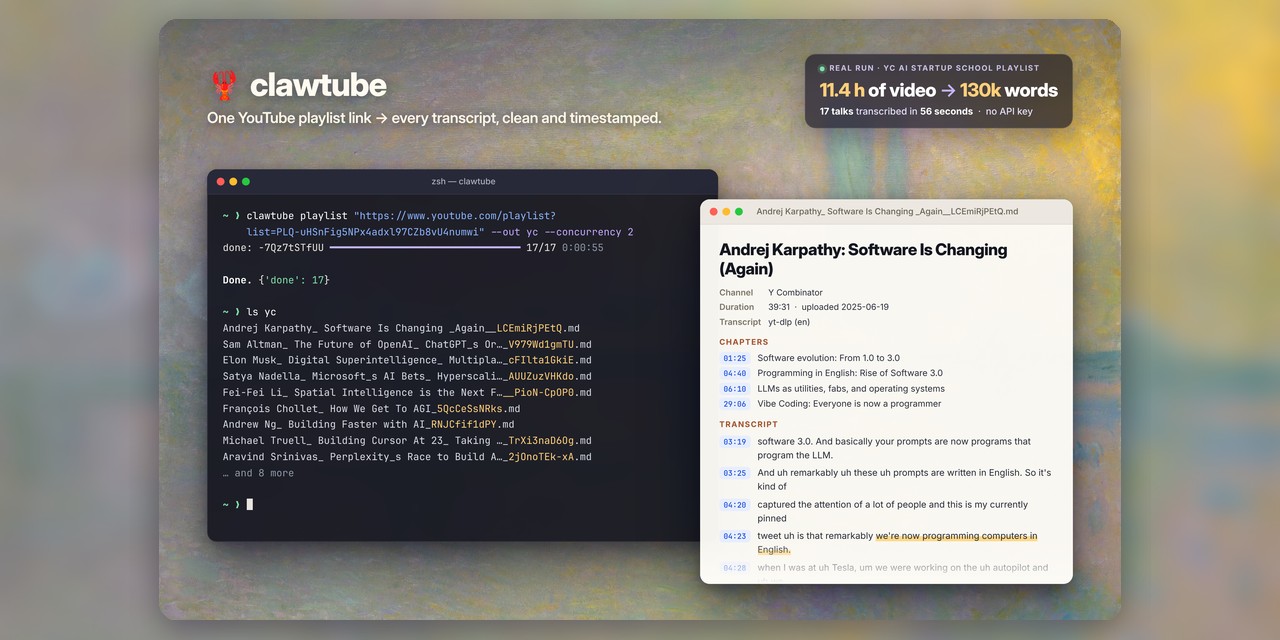 🦞 clawtube
One YouTube playlist link → every transcript, clean and timestamped.
REAL RUN · YC AI STARTUP SCHOOL PLAYLIST
11.4 h of video → 130k words
17 talks transcribed in 56 seconds · no API key
zsh — clawtube
~ ❯ clawtube playlist "https://www.youtube.com/playlist?
list=PLQ-uHSnFig5NPx4adxl97CZb8vU4numwi" --out yc --concurrency 2
done: -7Qz7tSTfUU 17/17 0:00:55
Done. {'done': 17}
~ ❯ ls yc
Andrej Karpathy_ Software Is Changing _Again__LCEmiRjPEtQ.md
Sam Altman_ The Future of OpenAI_ ChatGPT_s Or…_V979Wd1gmTU.md
Elon Musk_ Digital Superintelligence_ Multipla…_cFIlta1GkiE.md
Satya Nadella_ Microsoft_s AI Bets_ Hyperscali…_AUUZuzVHKdo.md
Fei-Fei Li_ Spatial Intelligence is the Next F…__PioN-CpOP0.md
François Chollet_ How We Get To AGI_5QcCeSsNRks.md
Andrew Ng_ Building Faster with AI_RNJCfif1dPY.md
Michael Truell_ Building Cursor At 23_ Taking …_TrXi3naD6Og.md
Aravind Srinivas_ Perplexity_s Race to Build A…_2jOnoTEk-xA.md
… and 8 more
~ ❯
Andrej Karpathy_ Software Is Changing _Again__LCEmiRjPEtQ.md
Andrej Karpathy: Software Is Changing
(Again)
Channel Y Combinator
Duration 39:31 · uploaded 2025-06-19
Transcript yt-dlp (en)
CHAPTERS
01:25 Software evolution: From 1.0 to 3.0
04:40 Programming in English: Rise of Software 3.0
06:10 LLMs as utilities, fabs, and operating systems
29:06 Vibe Coding: Everyone is now a programmer
TRANSCRIPT
03:19 software 3.0. And basically your prompts are now programs that
program the LLM.
03:25 And uh remarkably uh these uh prompts are written in English. So it's
kind of
04:20 captured the attention of a lot of people and this is my currently
pinned
04:23 tweet uh is that remarkably we're now programming computers in
English.
04:28 when I was at uh Tesla, um we were working on the uh autopilot and